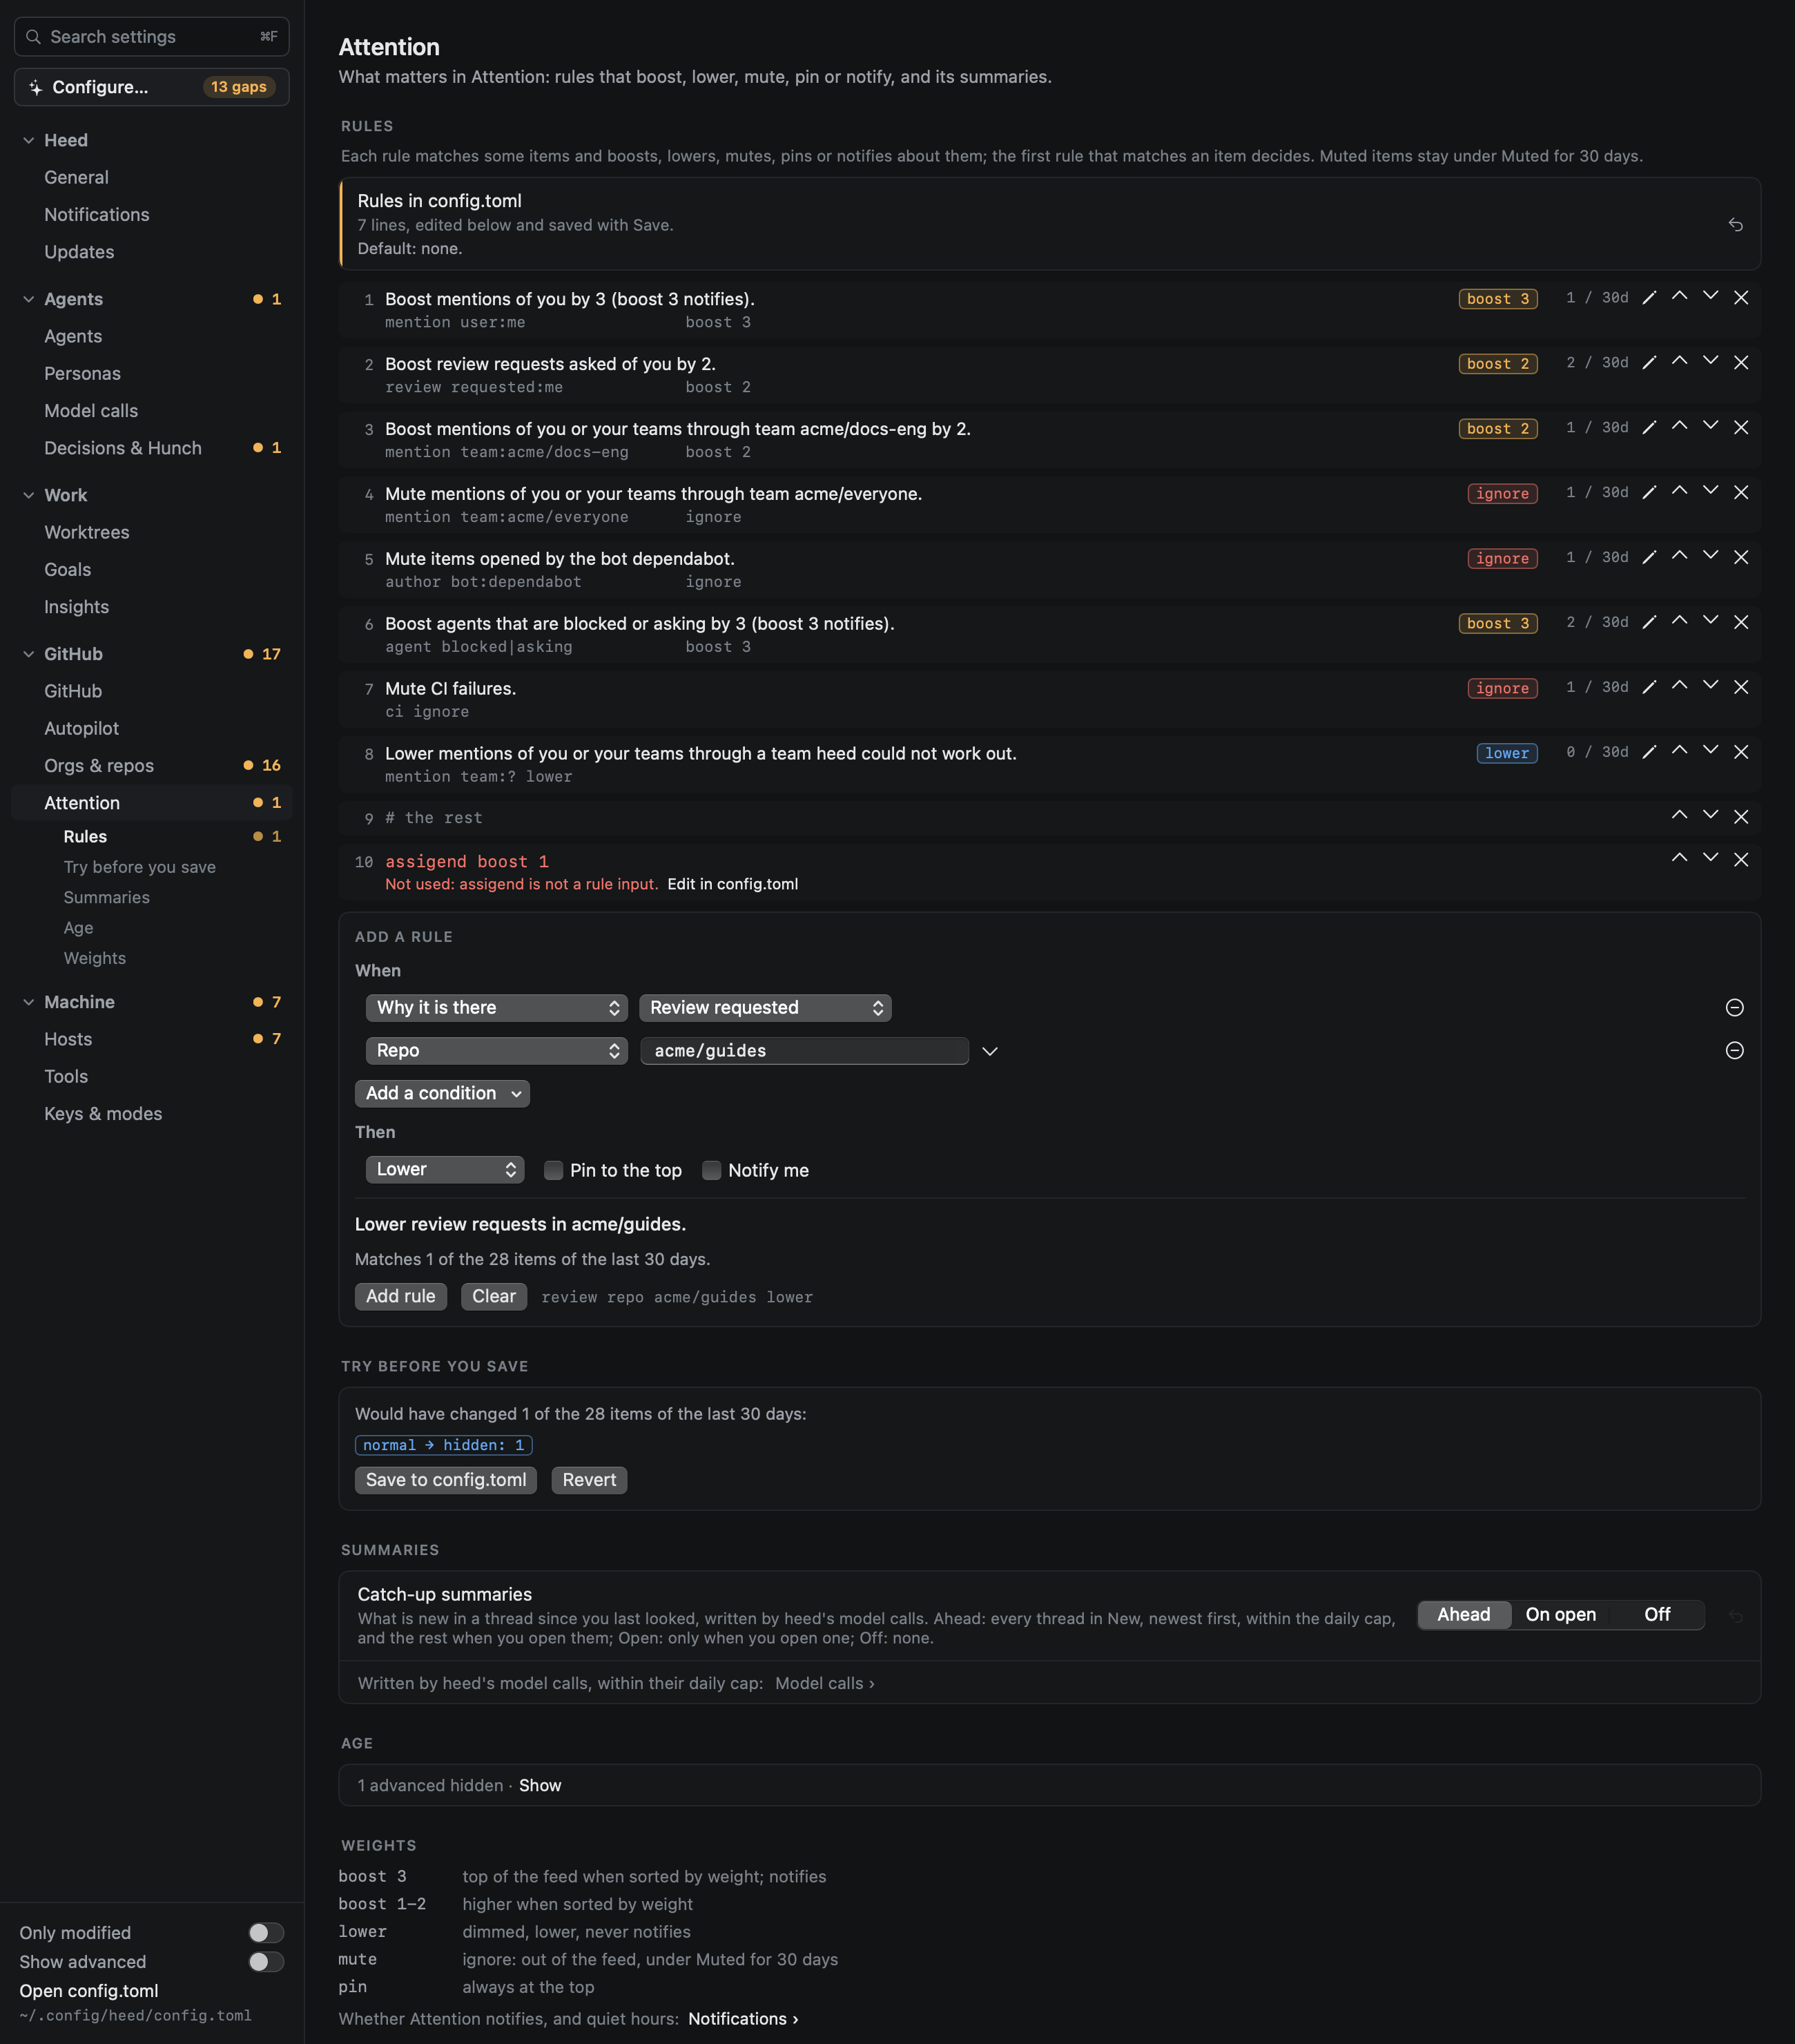 Search settings ⌘F
Configure... 13 gaps
Heed
General
Notifications
Updates
Agents 1
Agents
Personas
Model calls
Decisions & Hunch 1
Work
Worktrees
Goals
Insights
GitHub 17
GitHub
Autopilot
Orgs & repos 16
Attention 1
Rules 1
Try before you save
Summaries
Age
Weights
Machine 7
Hosts 7
Tools
Keys & modes
Only modified
Show advanced
Open config.toml
~/.config/heed/config.toml
Attention
What matters in Attention: rules that boost, lower, mute, pin or notify, and its summaries.
RULES
Each rule matches some items and boosts, lowers, mutes, pins or notifies about them; the first rule that matches an item decides. Muted items stay under Muted for 30 days.
Rules in config.toml
7 lines, edited below and saved with Save.
Default: none.
1 Boost mentions of you by 3 (boost 3 notifies). boost 3 1 / 30d
mention user:me boost 3
2 Boost review requests asked of you by 2. boost 2 2 / 30d
review requested:me boost 2
3 Boost mentions of you or your teams through team acme/docs-eng by 2. boost 2 1 / 30d
mention team:acme/docs-eng boost 2
4 Mute mentions of you or your teams through team acme/everyone. ignore 1 / 30d
mention team:acme/everyone ignore
5 Mute items opened by the bot dependabot. ignore 1 / 30d
author bot:dependabot ignore
6 Boost agents that are blocked or asking by 3 (boost 3 notifies). boost 3 2 / 30d
agent blocked|asking boost 3
7 Mute CI failures. ignore 1 / 30d
ci ignore
8 Lower mentions of you or your teams through a team heed could not work out. lower 0 / 30d
mention team:? lower
9 # the rest
10 assigend boost 1
Not used: assigend is not a rule input. Edit in config.toml
ADD A RULE
When
Why it is there Review requested
Repo acme/guides
Add a condition
Then
Lower Pin to the top Notify me
Lower review requests in acme/guides.
Matches 1 of the 28 items of the last 30 days.
Add rule Clear review repo acme/guides lower
TRY BEFORE YOU SAVE
Would have changed 1 of the 28 items of the last 30 days:
normal → hidden: 1
Save to config.toml Revert
SUMMARIES
Catch-up summaries
What is new in a thread since you last looked, written by heed's model calls. Ahead: every thread in New, newest first, within the daily cap,
and the rest when you open them; Open: only when you open one; Off: none.
Ahead On open Off
Written by heed's model calls, within their daily cap: Model calls ›
AGE
1 advanced hidden · Show
WEIGHTS
boost 3 top of the feed when sorted by weight; notifies
boost 1–2 higher when sorted by weight
lower dimmed, lower, never notifies
mute ignore: out of the feed, under Muted for 30 days
pin always at the top
Whether Attention notifies, and quiet hours: Notifications ›